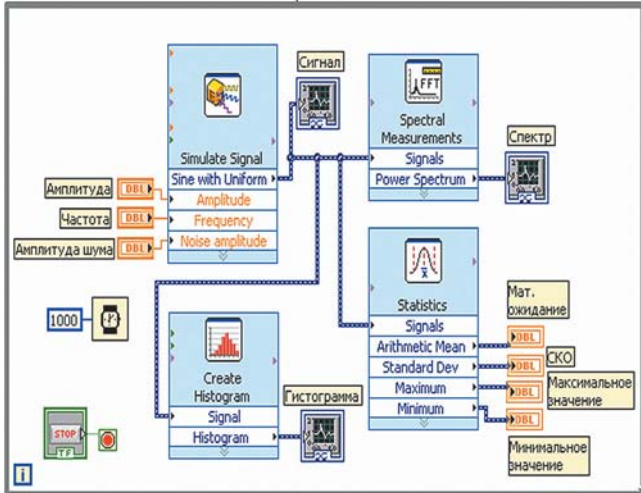 Сигнал
FFT
Spectral
Measurements
Signals
Power Spectrum
Спектр
Simulate Signal
Sine with Uniform
Amplitude
Frequency
Noise amplitude
Амплитуда
DBL
Частота
DBL
Амплитуда шума
DBL
1000
x
Statistics
Signals
Arithmetic Mean
Standard Dev
Maximum
Minimum
Мат.
ожидание
DBL
СКО
DBL
Максимальное
значение
DBL
DBL
Минимальное
значение
Create
Histogram
Signal
Histogram
Гистограмма
STOP
TF
i